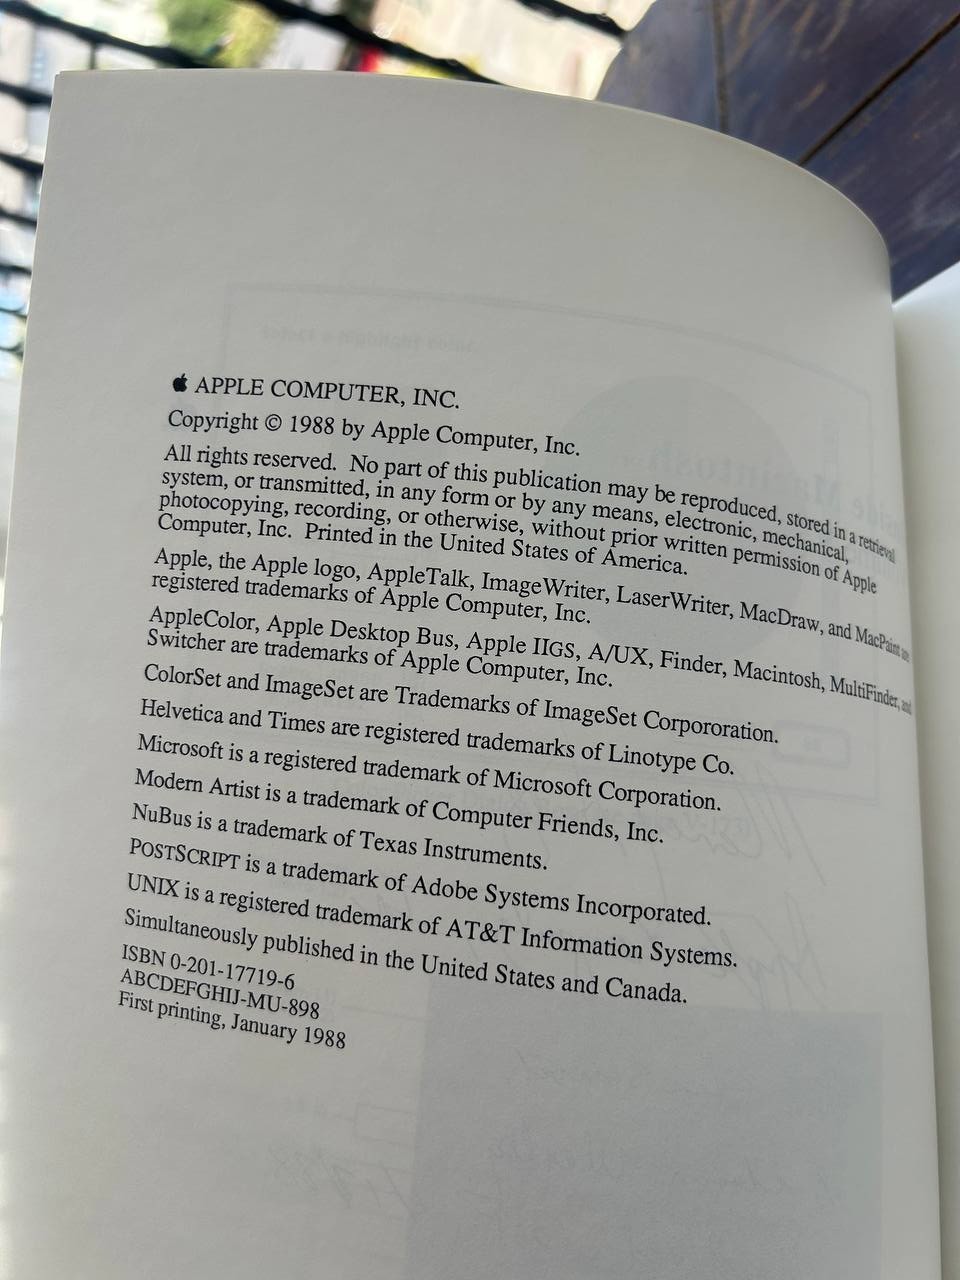 APPLE COMPUTER, INC.
Copyright © 1988 by Apple Computer, Inc.
All rights reserved. No part of this publication may be reproduced, stored in a retrieval
system, or transmitted, in any form or by any means, electronic, mechanical,
photocopying, recording, or otherwise, without prior written permission of Apple
Computer, Inc. Printed in the United States of America.
Apple, the Apple logo, AppleTalk, ImageWriter, LaserWriter, MacDraw, and MacPaint are
registered trademarks of Apple Computer, Inc.
AppleColor, Apple Desktop Bus, Apple IIGS, A/UX, Finder, Macintosh, MultiFinder, and
Switcher are trademarks of Apple Computer, Inc.
ColorSet and ImageSet are Trademarks of ImageSet Corpororation.
Helvetica and Times are registered trademarks of Linotype Co.
Microsoft is a registered trademark of Microsoft Corporation.
Modern Artist is a trademark of Computer Friends, Inc.
NuBus is a trademark of Texas Instruments.
POSTSCRIPT is a trademark of Adobe Systems Incorporated.
UNIX is a registered trademark of AT&T Information Systems.
Simultaneously published in the United States and Canada.
ISBN 0-201-17719-6
ABCDEFGHIJ-MU-898
First printing, January 1988